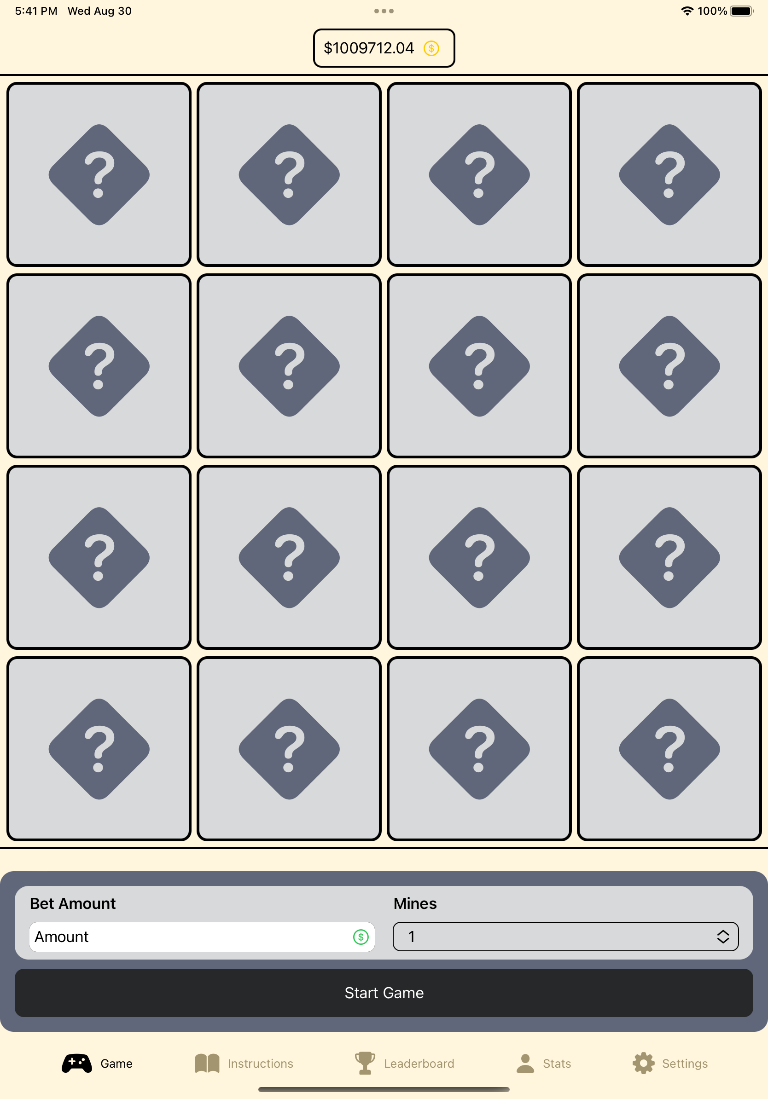 5:41 PM Wed Aug 30
100%
$1009712.04 $
? ? ? ?
? ? ? ?
? ? ? ?
? ? ? ?
Bet Amount Mines
Amount $ 1
Start Game
Game Instructions Leaderboard Stats Settings